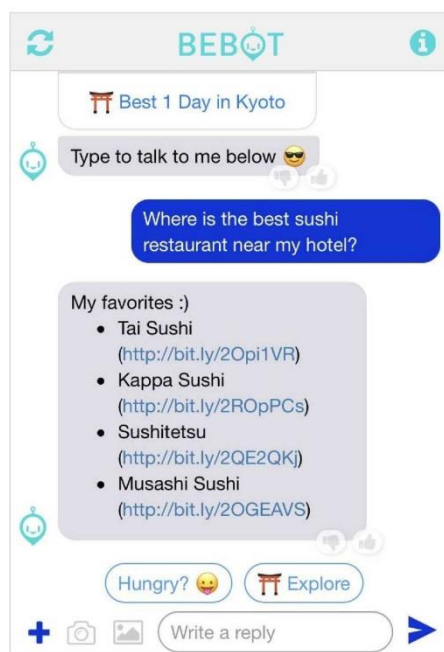 BEBOT
⛩️ Best 1 Day in Kyoto
Type to talk to me below 😎
Where is the best sushi
restaurant near my hotel?
My favorites :)
• Tai Sushi
(http://bit.ly/2Opi1VR)
• Kappa Sushi
(http://bit.ly/2ROpPCs)
• Sushitetsu
(http://bit.ly/2QE2QKj)
• Musashi Sushi
(http://bit.ly/2OGEAVS)
Hungry? 😛
⛩️ Explore
Write a reply